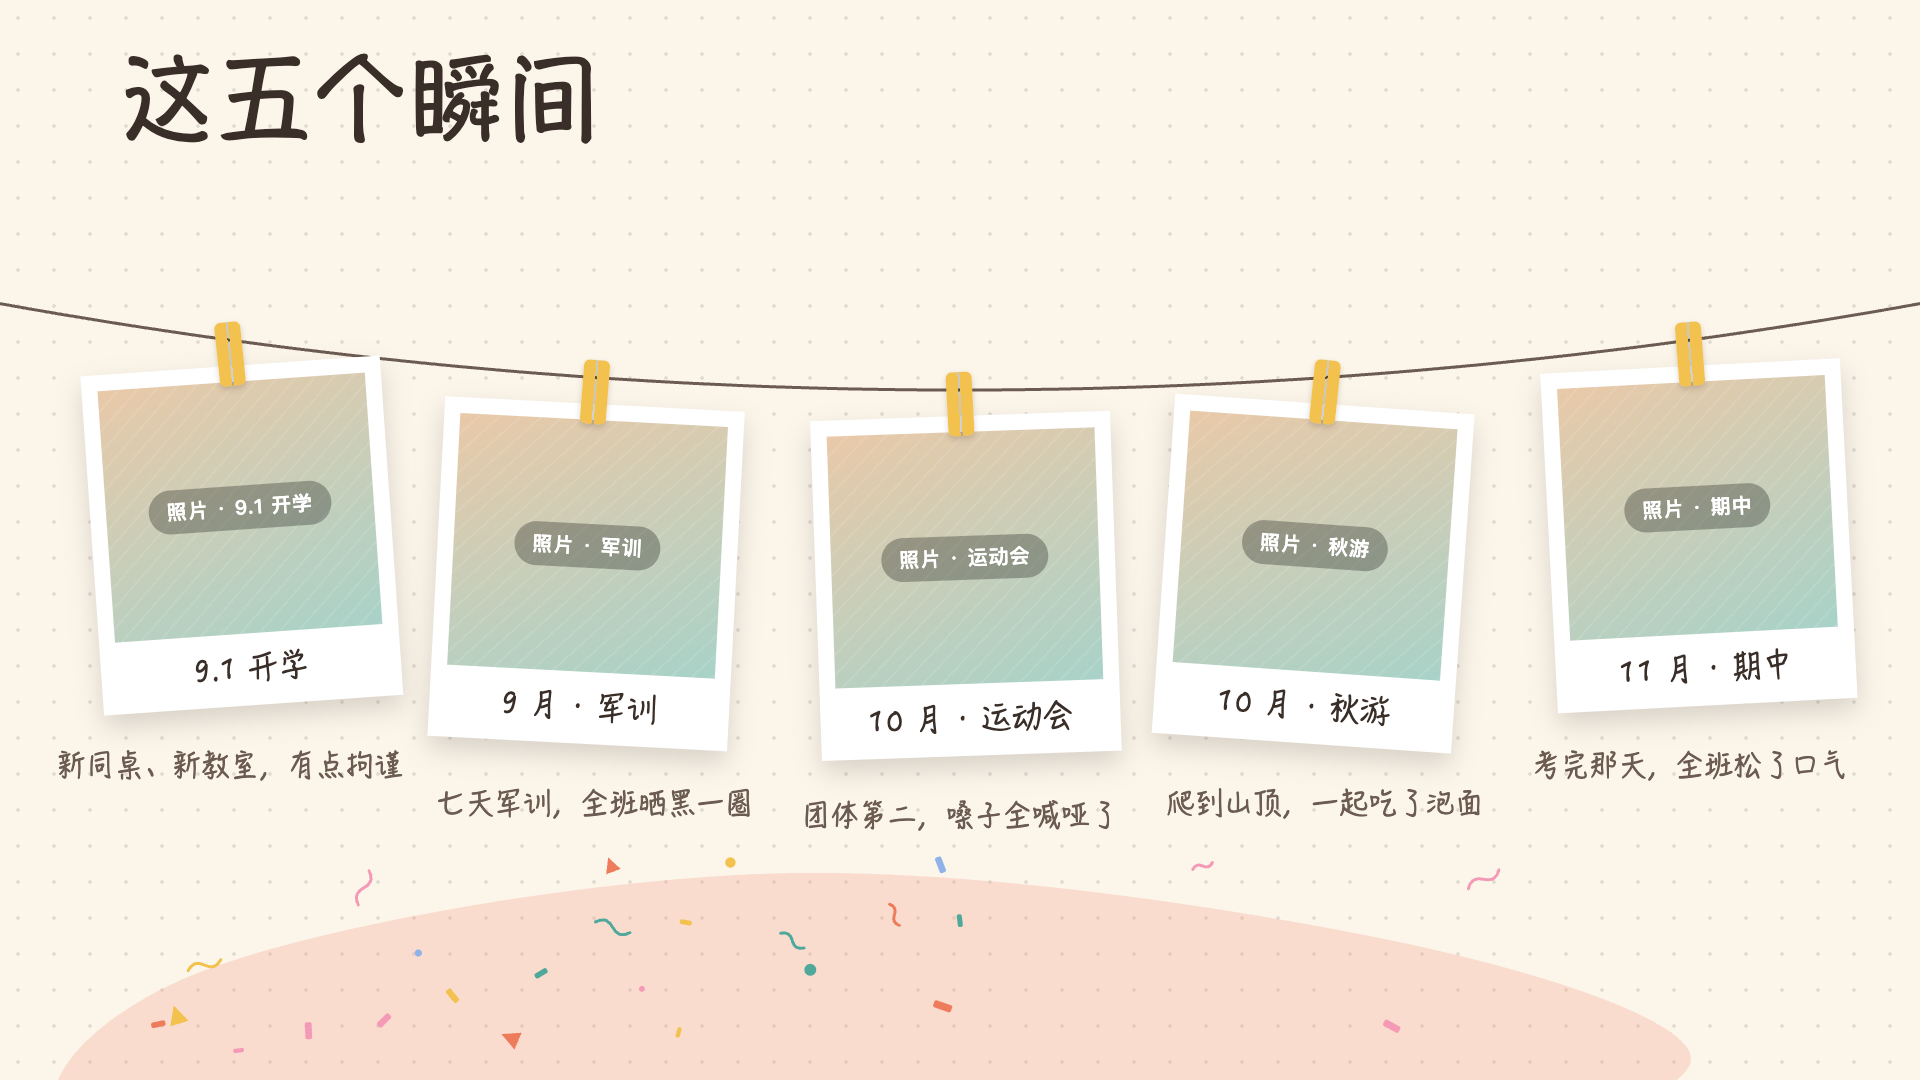 这五个瞬间
照片 · 9.1 开学
9.1 开学
新同桌、新教室，有点拘谨
照片 · 军训
9 月 · 军训
七天军训，全班晒黑一圈
照片 · 运动会
10 月 · 运动会
团体第二，嗓子全喊哑了
照片 · 秋游
10 月 · 秋游
爬到山顶，一起吃了泡面
照片 · 期中
11 月 · 期中
考完那天，全班松了口气